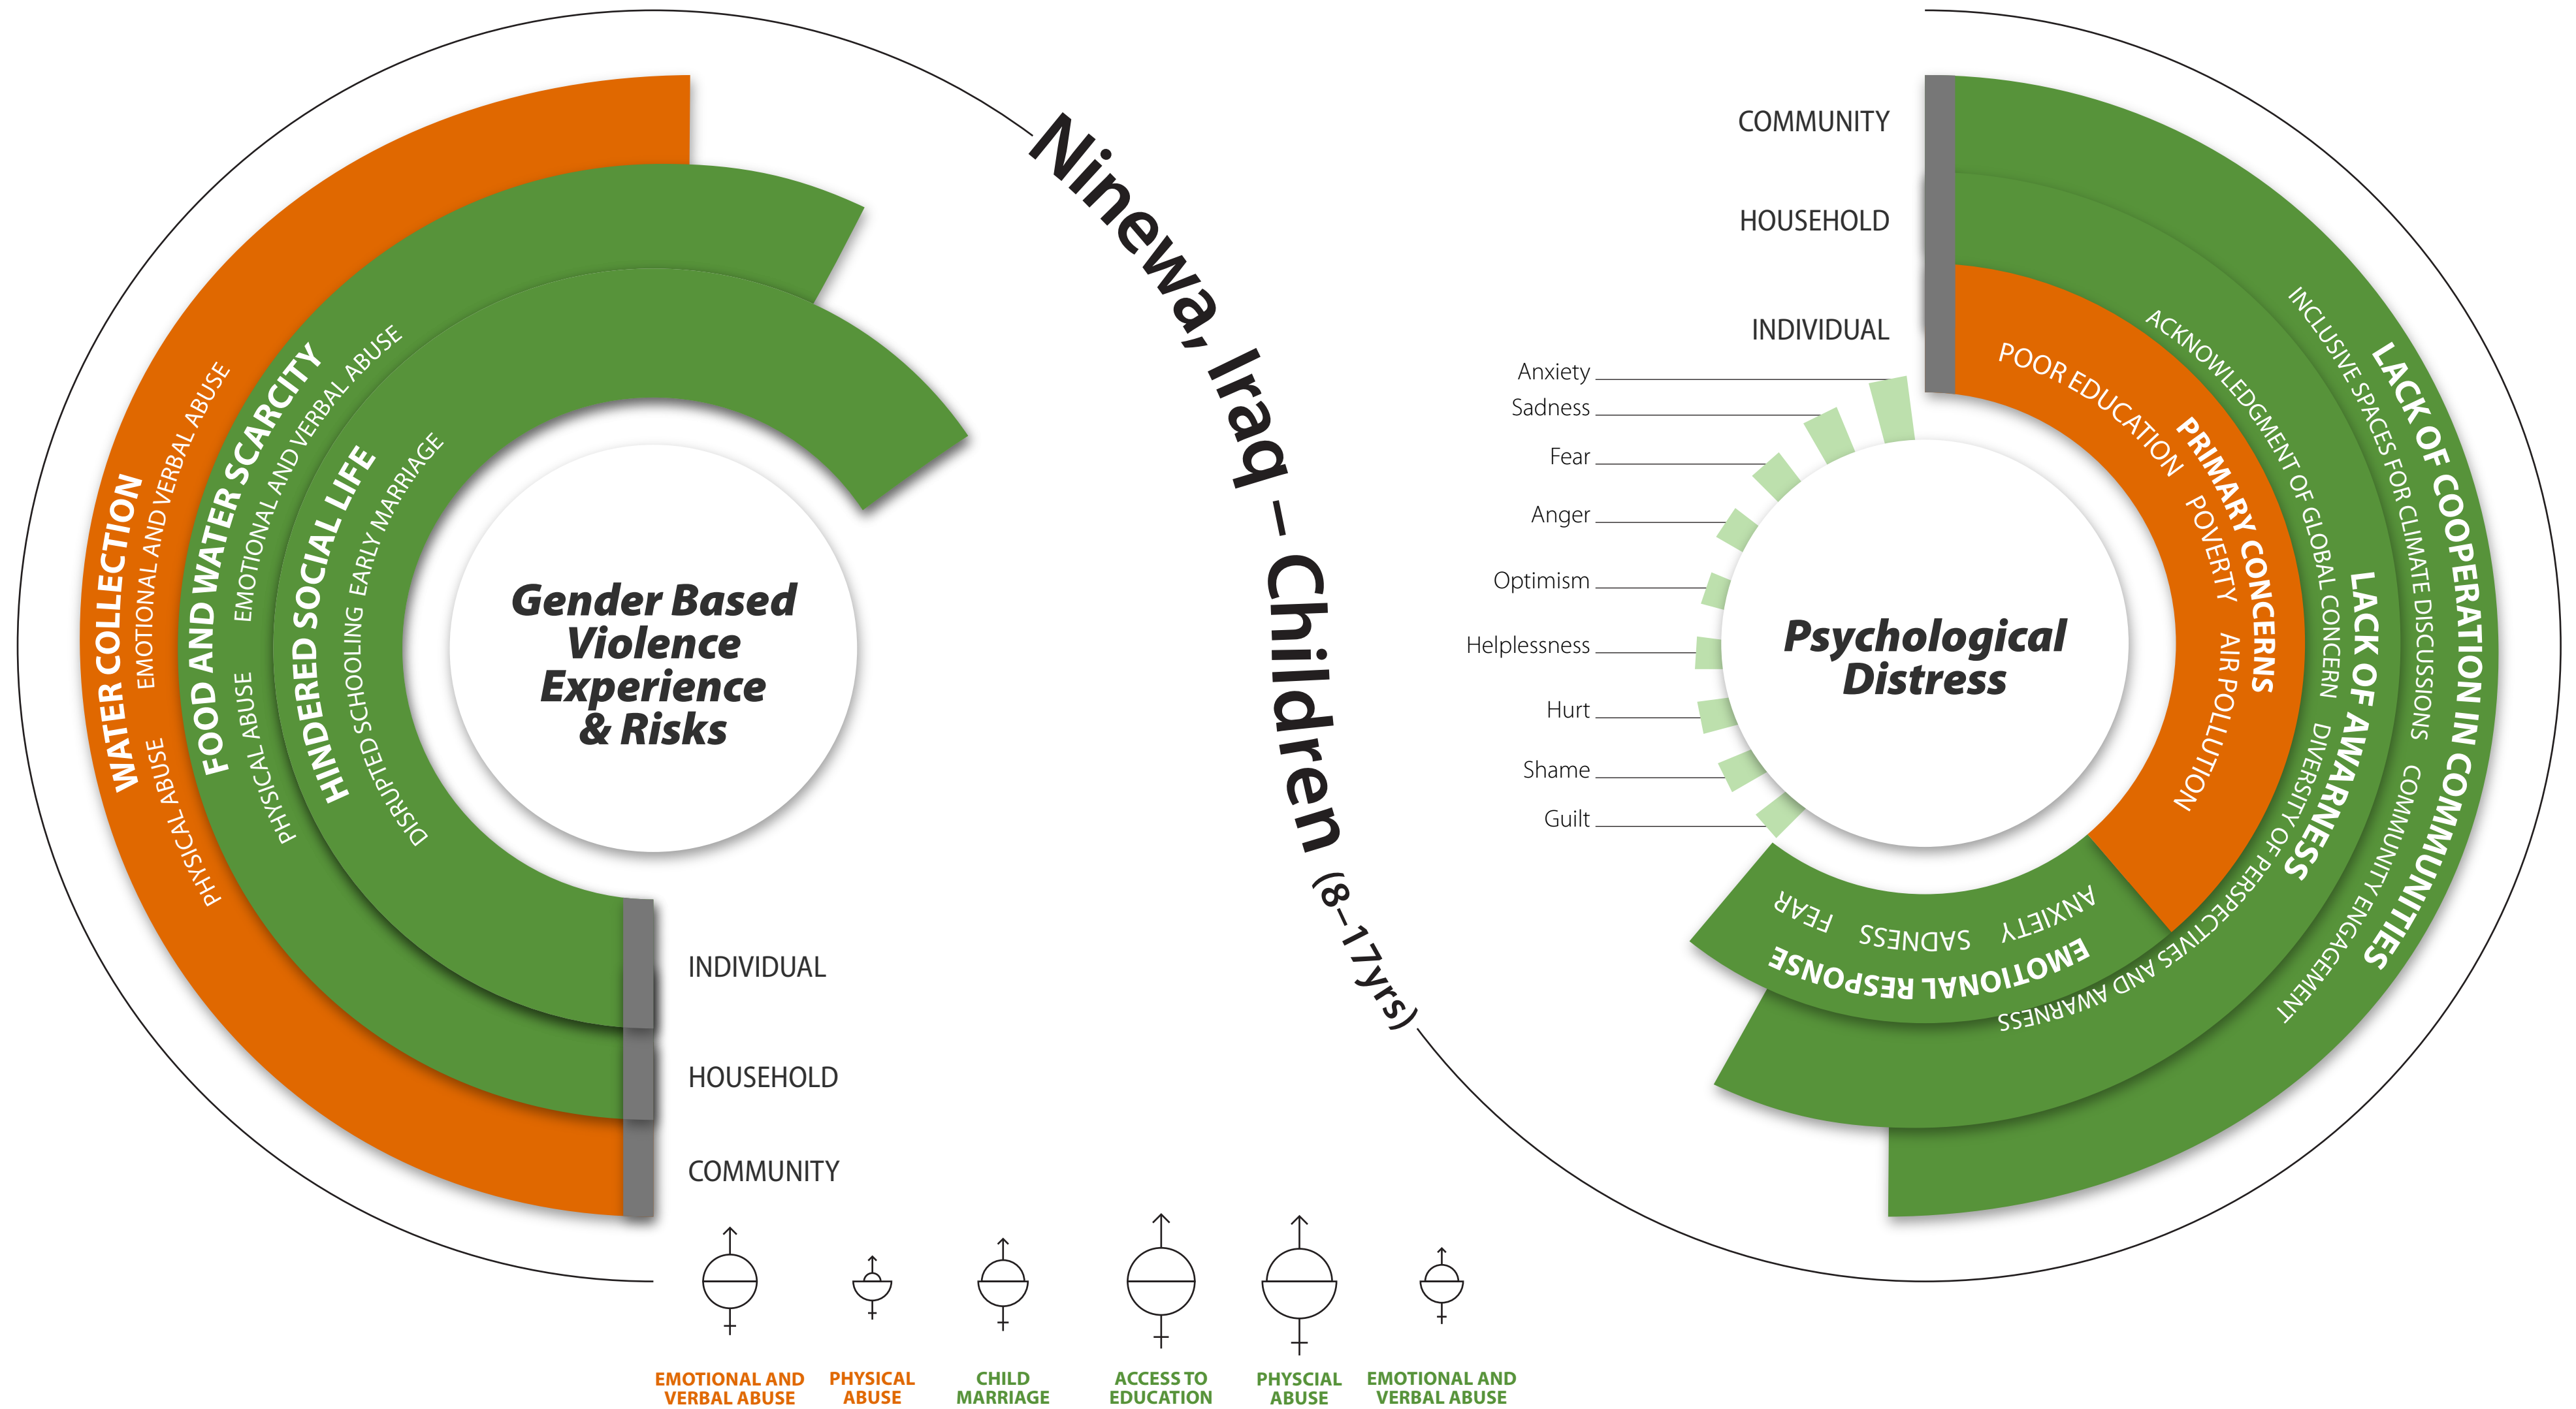 Ninewa, Iraq – Children (8–17yrs)
WATER COLLECTION
EMOTIONAL AND VERBAL ABUSE
PHYSICAL ABUSE
FOOD AND WATER SCARCITY
EMOTIONAL AND VERBAL ABUSE
PHYSICAL ABUSE
HINDERED SOCIAL LIFE
EARLY MARRIAGE
DISRUPTED SCHOOLING
Gender Based
Violence
Experience
& Risks
INDIVIDUAL
HOUSEHOLD
COMMUNITY
COMMUNITY
HOUSEHOLD
INDIVIDUAL
Anxiety
Sadness
Fear
Anger
Optimism
Helplessness
Hurt
Shame
Guilt
Psychological
Distress
LACK OF COOPERATION IN COMMUNITIES
INCLUSIVE SPACES FOR CLIMATE DISCUSSIONS
COMMUNITY ENGAGEMENT
LACK OF AWARNESS
ACKNOWLEDGMENT OF GLOBAL CONCERN
DIVERSITY OF PERSPECTIVES AND AWARNESS
PRIMARY CONCERNS
POOR EDUCATION
POVERTY
AIR POLLUTION
EMOTIONAL RESPONSE
ANXIETY
SADNESS
FEAR
EMOTIONAL AND
VERBAL ABUSE
PHYSICAL
ABUSE
CHILD
MARRIAGE
ACCESS TO
EDUCATION
PHYSCIAL
ABUSE
EMOTIONAL AND
VERBAL ABUSE